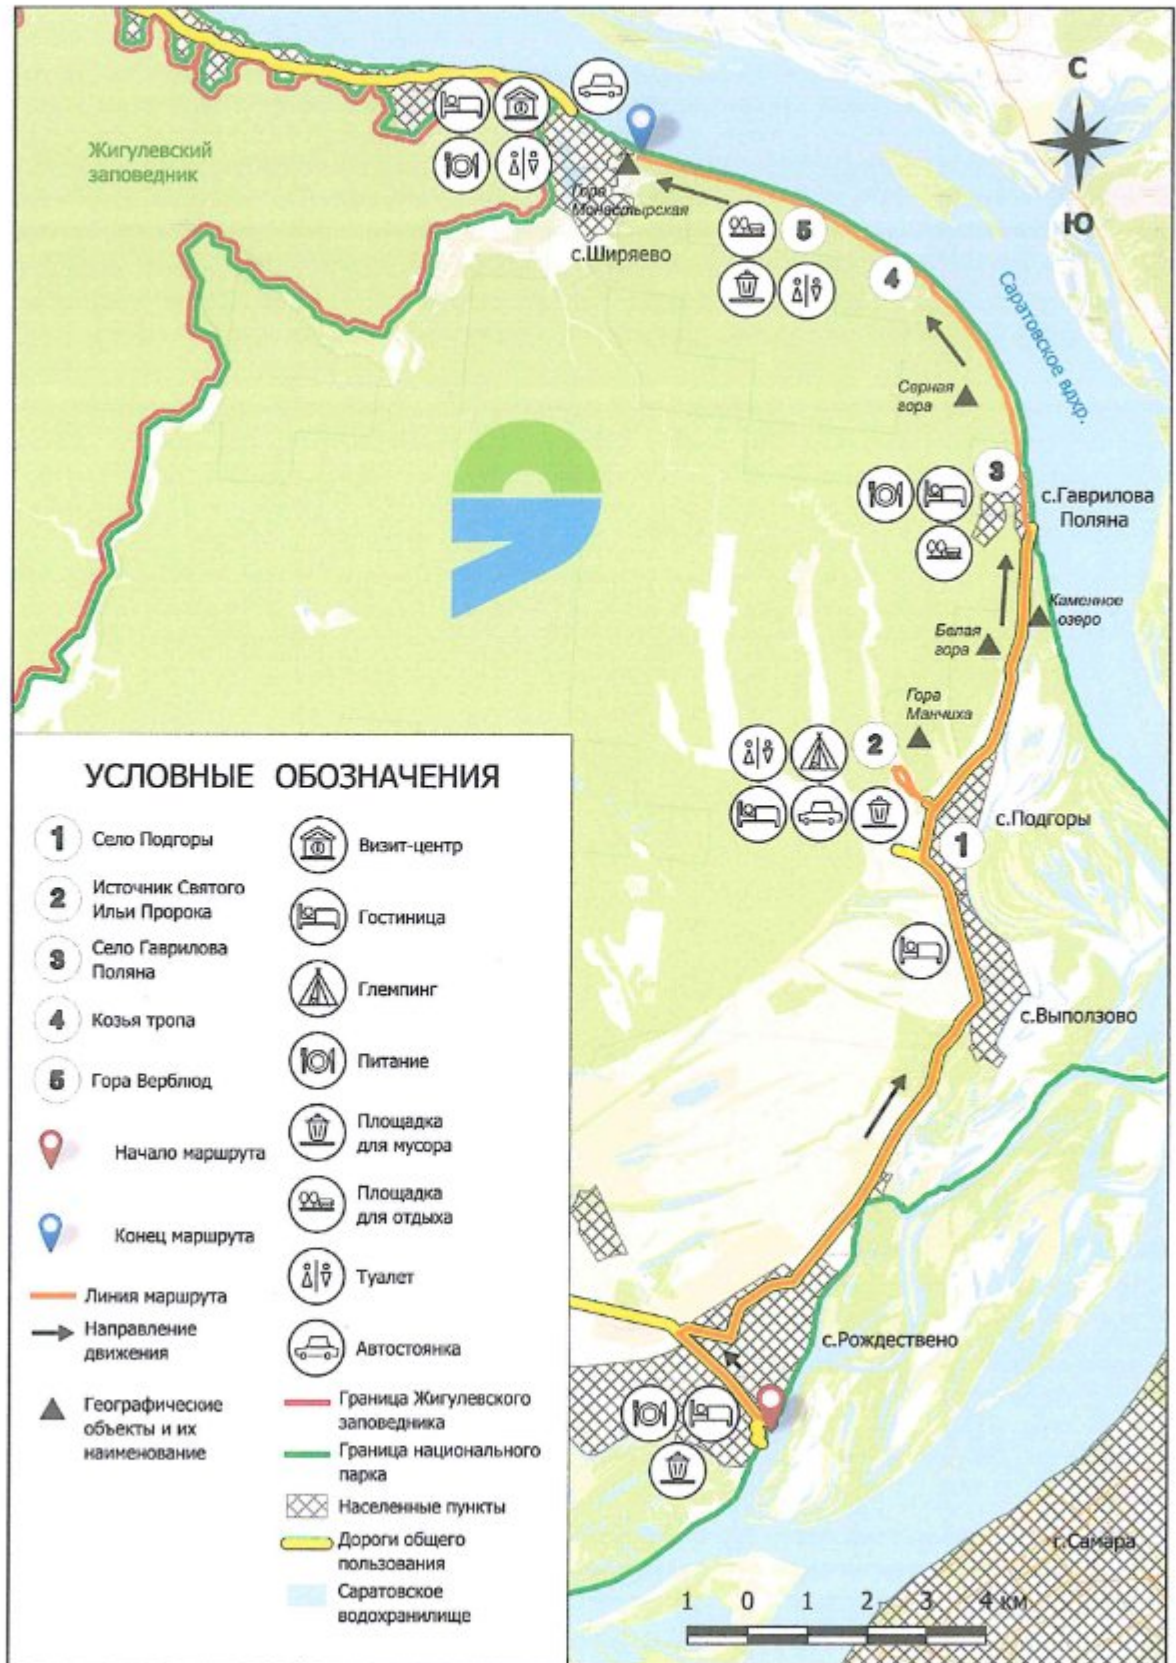 С
Ю
Жигулевский
заповедник
Гора
Монастырская
с.Ширяево
5
4
Саратовское вдхр.
Серная
гора
3
с.Гаврилова
Поляна
Каменное
озеро
Белая
гора
Гора
Манчиха
2
с.Подгоры
1
с.Выползово
с.Рождествено
г.Самара
1 0 1 2 3 4 км
УСЛОВНЫЕ ОБОЗНАЧЕНИЯ
1 Село Подгоры
2 Источник Святого
Ильи Пророка
3 Село Гаврилова
Поляна
4 Козья тропа
5 Гора Верблюд
Начало маршрута
Конец маршрута
Линия маршрута
Направление
движения
Географические
объекты и их
наименование
Визит-центр
Гостиница
Глемпинг
Питание
Площадка
для мусора
Площадка
для отдыха
Туалет
Автостоянка
Граница Жигулевского
заповедника
Граница национального
парка
Населенные пункты
Дороги общего
пользования
Саратовское
водохранилище